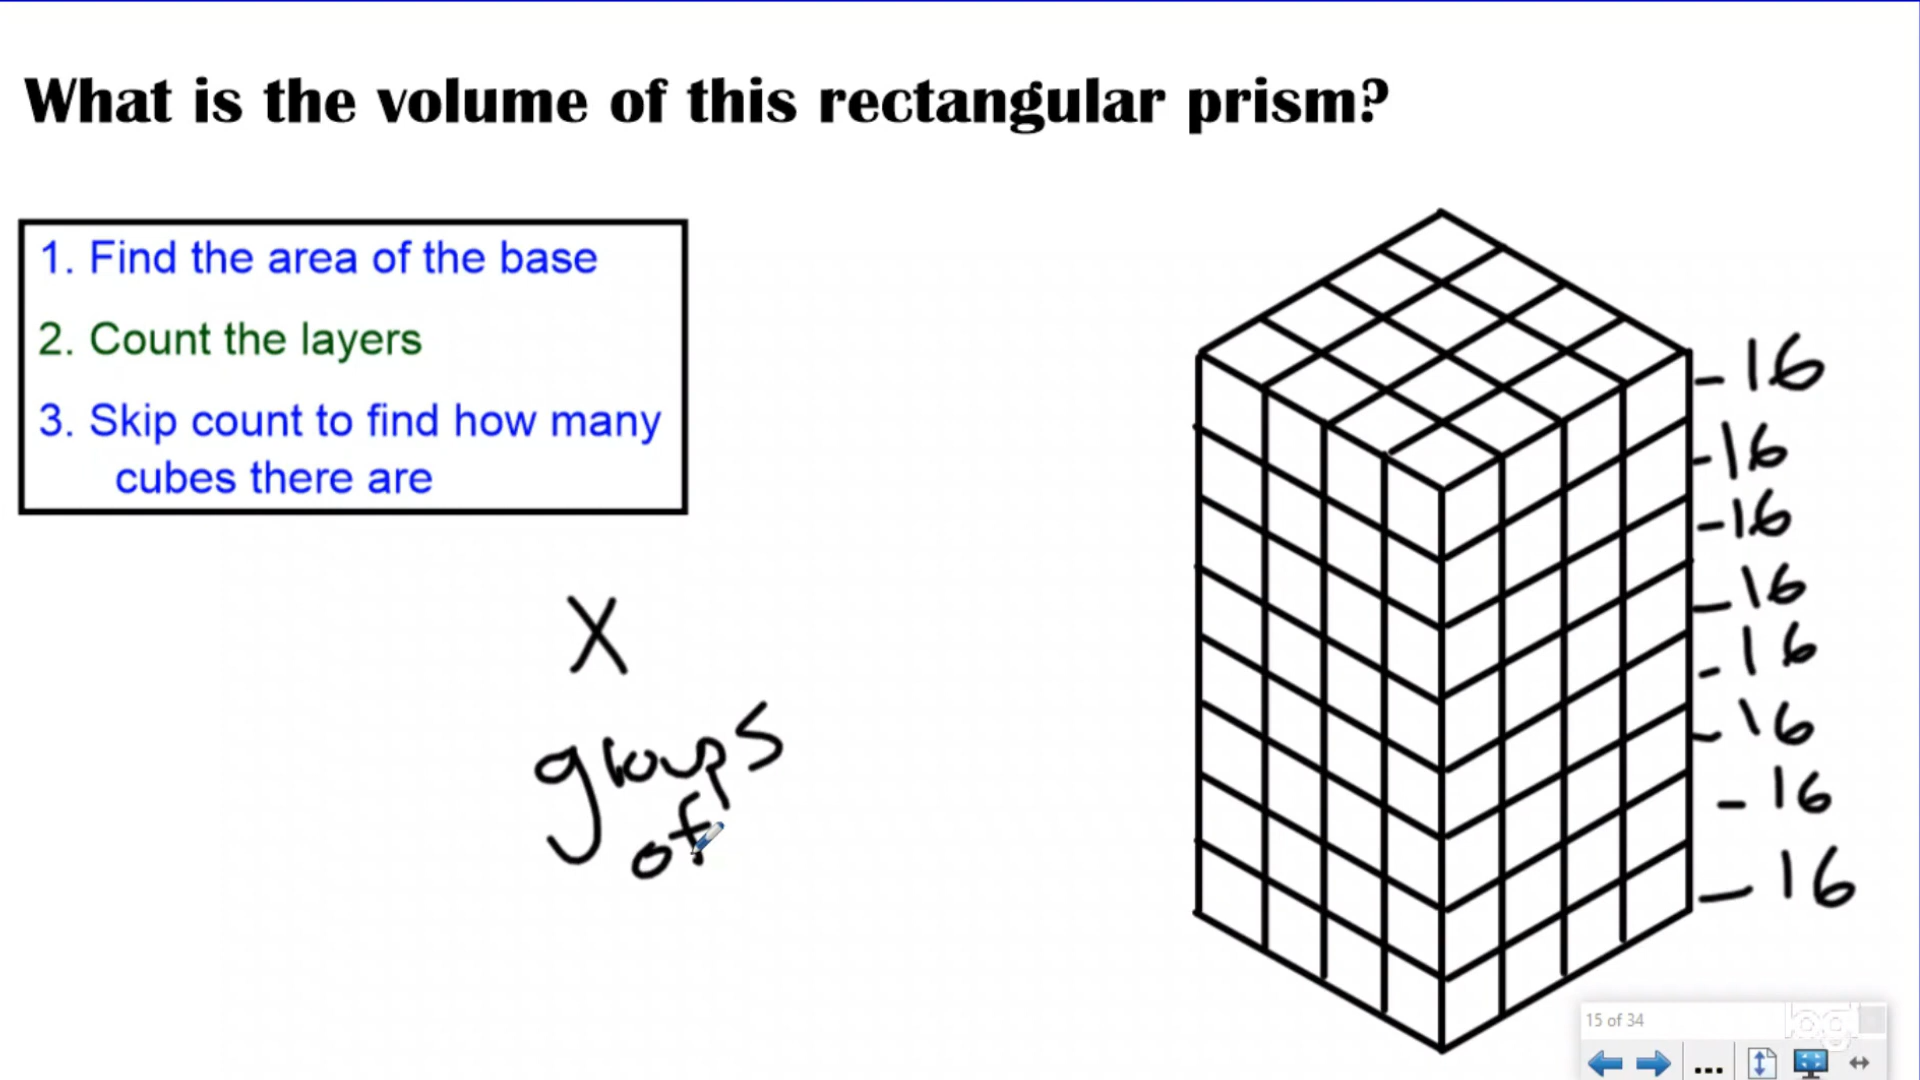 What is the volume of this rectangular prism?
1. Find the area of the base
2. Count the layers
3. Skip count to find how many
cubes there are
X
groups
of
-16
-16
-16
-16
-16
-16
-16
-16
15 of 34